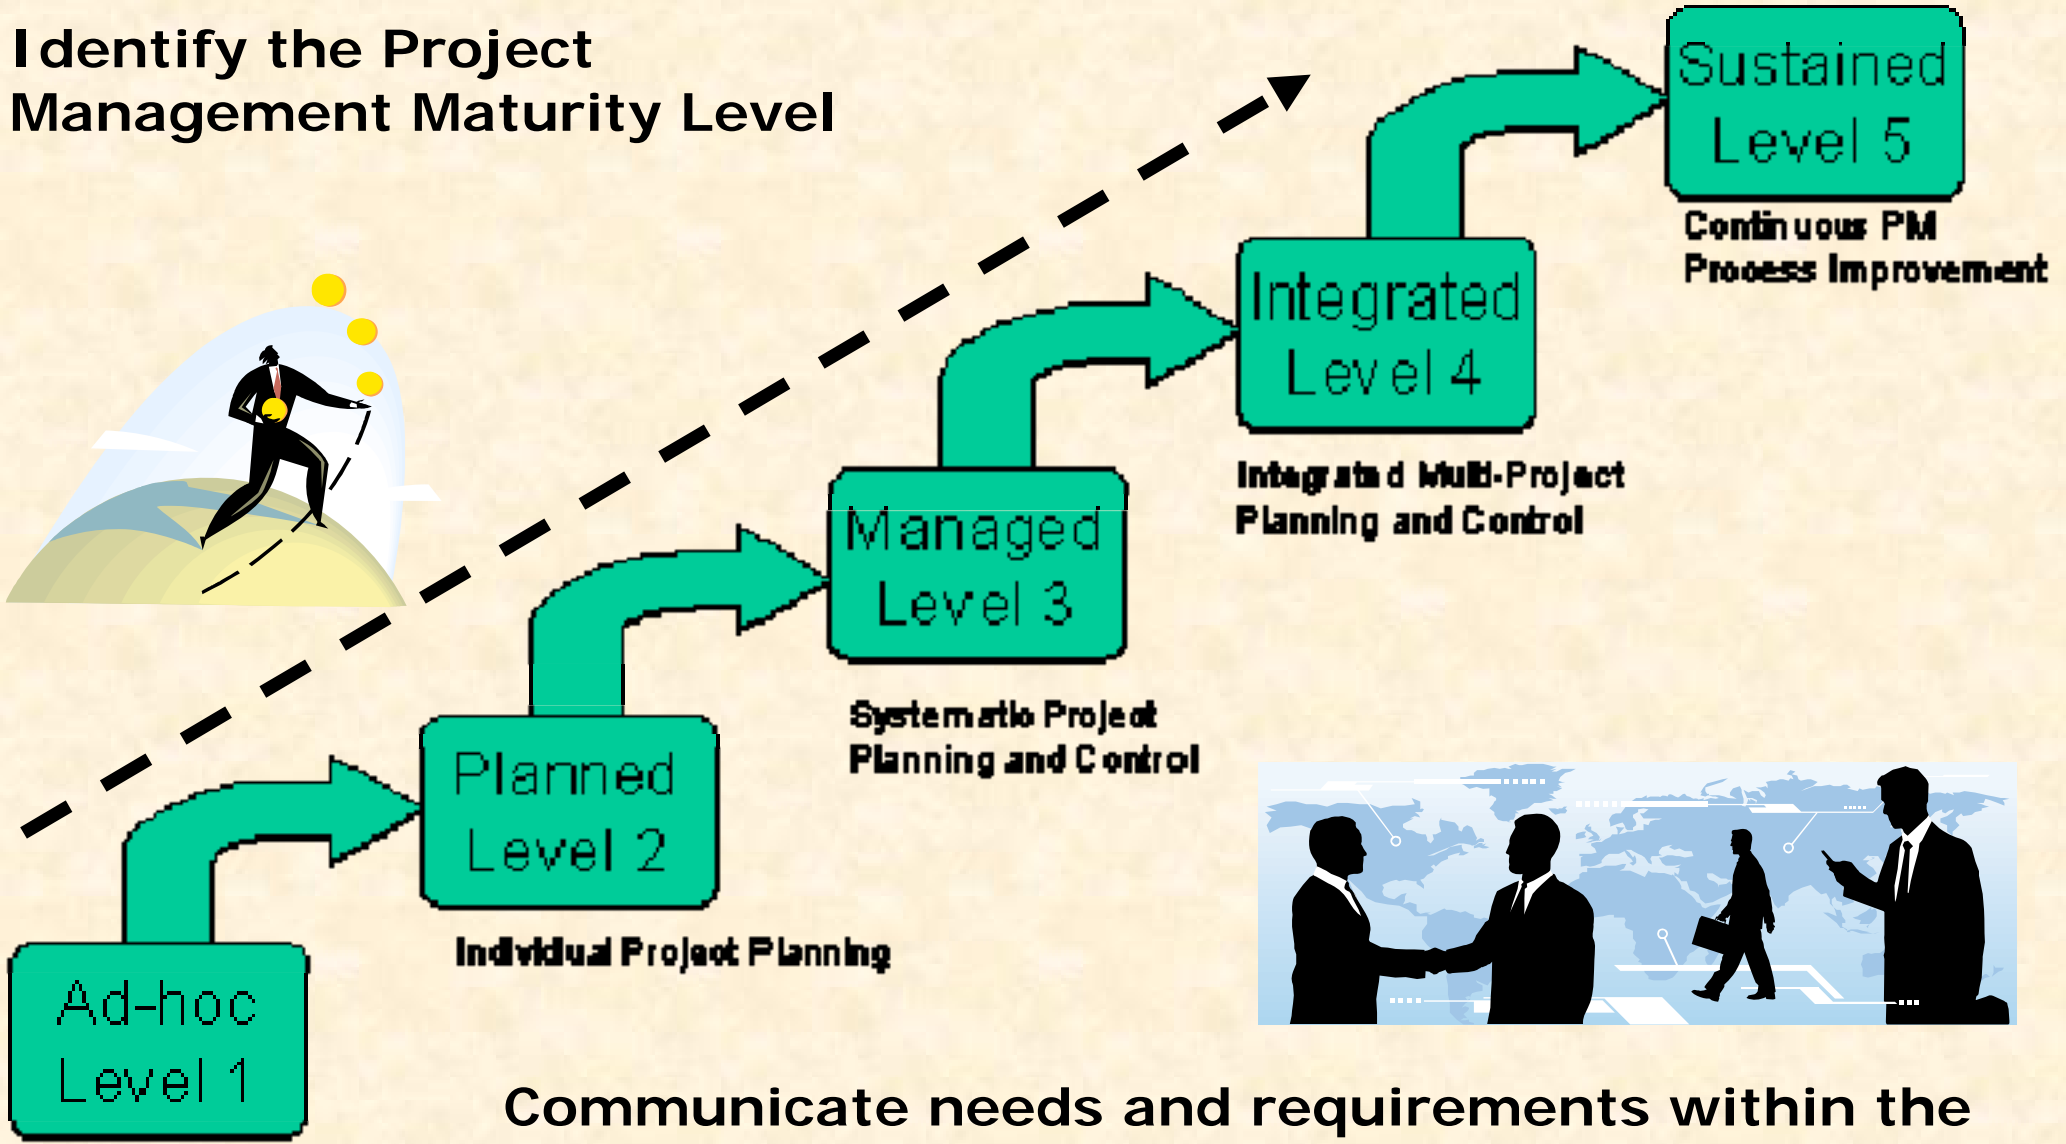 Identify the Project
Management Maturity Level
Sustained
Level 5
Continuous PM
Process Improvement
Integrated
Level 4
Integrated Multi-Project
Planning and Control
Managed
Level 3
Systematic Project
Planning and Control
Planned
Level 2
Individual Project Planning
Ad-hoc
Level 1
Communicate needs and requirements within the